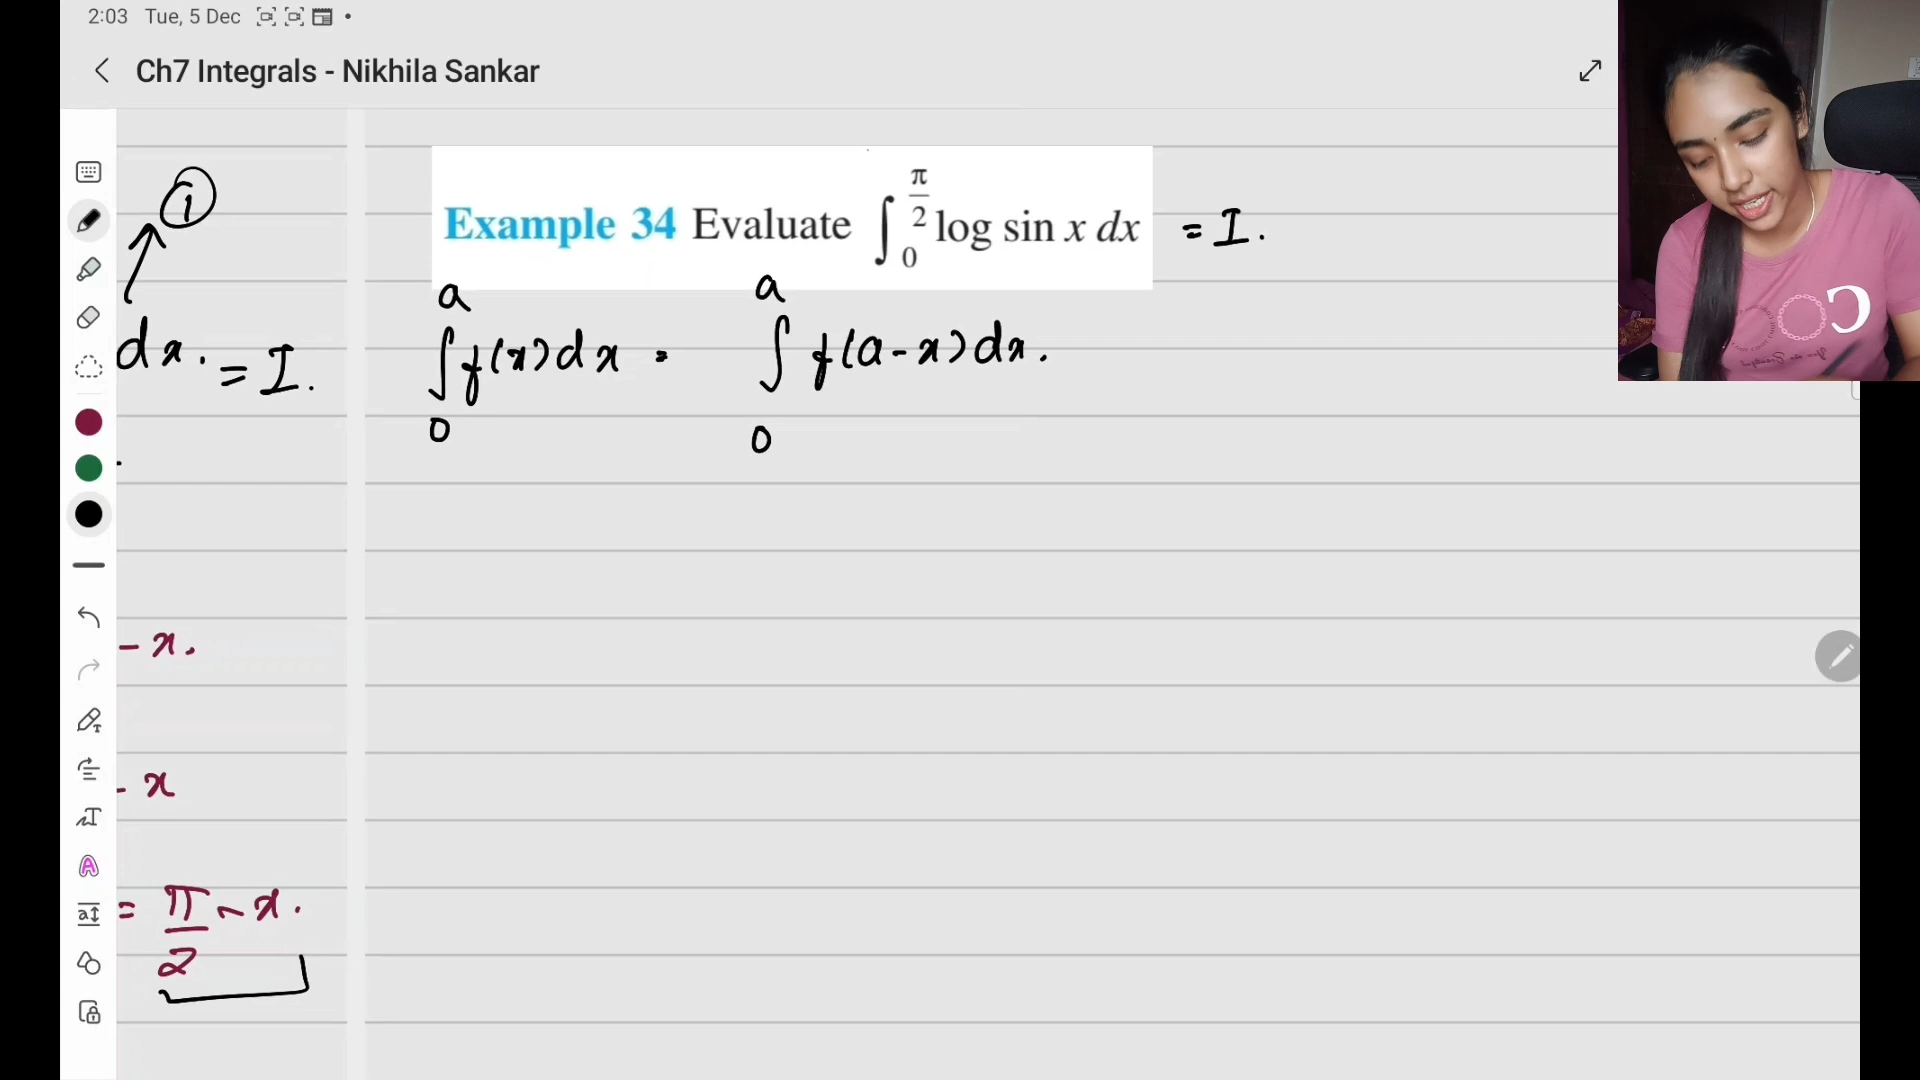 2:03 Tue, 5 Dec
Ch7 Integrals - Nikhila Sankar
①
dx. = I.
.
- x.
- x
= π/2 - x.
Example 34 Evaluate ∫₀^(π/2) log sin x dx = I.
∫₀^a f(x)dx = ∫₀^a f(a-x)dx.